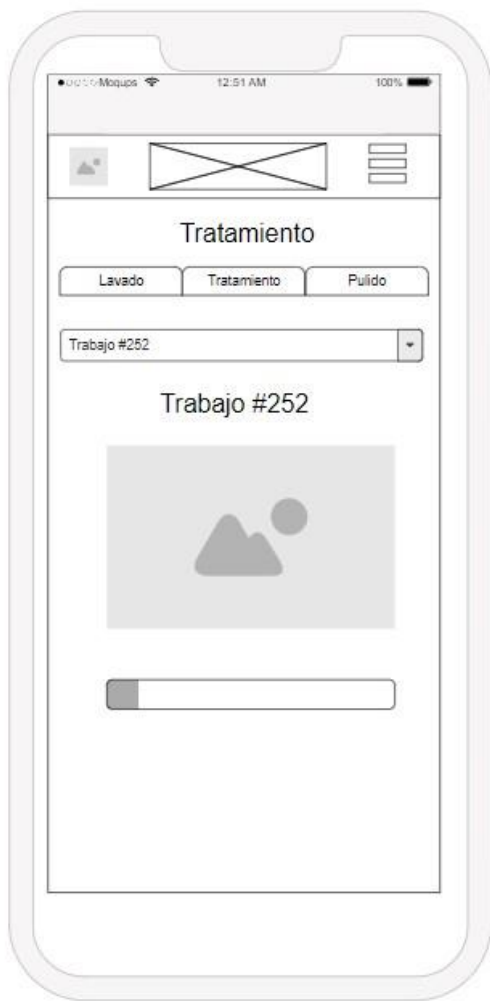 Moqups 12:51 AM 100%
Tratamiento
Lavado Tratamiento Pulido
Trabajo #252
Trabajo #252